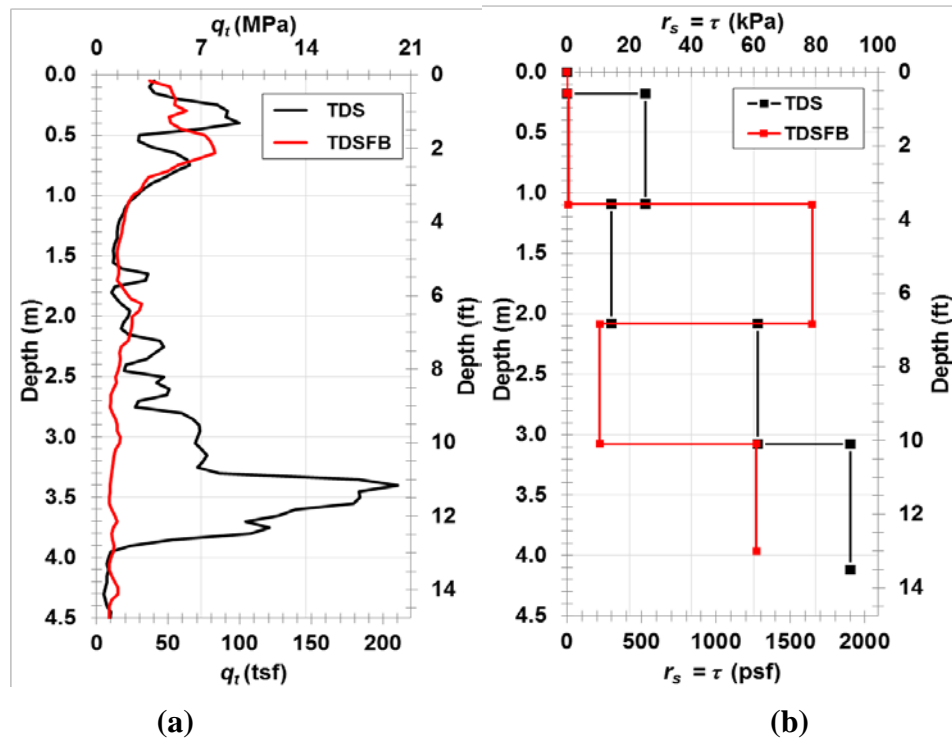 q_t (MPa)
0 7 14 21
0.0 0
0.5
2
1.0
4
1.5
6
2.0
8
2.5
3.0 10
3.5
12
4.0
14
4.5
0 50 100 150 200
q_t (tsf)
Depth (m)
Depth (ft)
TDS
TDSFB
(a)
r_s = τ (kPa)
0 20 40 60 80 100
0.0 0
0.5
2
1.0
4
1.5
6
2.0
8
2.5
3.0 10
3.5
12
4.0
14
4.5
0 500 1000 1500 2000
r_s = τ (psf)
Depth (m)
Depth (ft)
TDS
TDSFB
(b)